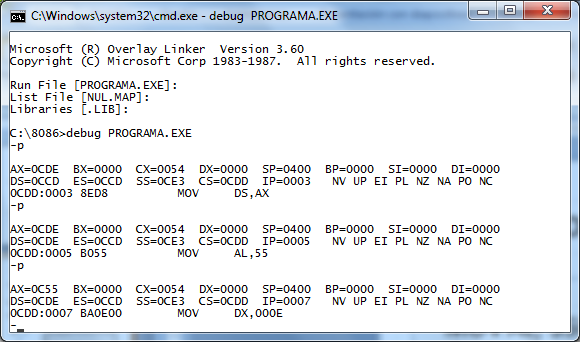 C:\Windows\system32\cmd.exe - debug PROGRAMA.EXE
Microsoft (R) Overlay Linker  Version 3.60
Copyright (C) Microsoft Corp 1983-1987.  All rights reserved.
Run File [PROGRAMA.EXE]:
List File [NUL.MAP]:
Libraries [.LIB]:
C:\8086>debug PROGRAMA.EXE
-p
AX=0CDE  BX=0000  CX=0054  DX=0000  SP=0400  BP=0000  SI=0000  DI=0000
DS=0CCD  ES=0CCD  SS=0CE3  CS=0CDD  IP=0003   NV UP EI PL NZ NA PO NC
0CDD:0003 8ED8          MOV     DS,AX
-p
AX=0CDE  BX=0000  CX=0054  DX=0000  SP=0400  BP=0000  SI=0000  DI=0000
DS=0CDE  ES=0CCD  SS=0CE3  CS=0CDD  IP=0005   NV UP EI PL NZ NA PO NC
0CDD:0005 B055          MOV     AL,55
-p
AX=0C55  BX=0000  CX=0054  DX=0000  SP=0400  BP=0000  SI=0000  DI=0000
DS=0CDE  ES=0CCD  SS=0CE3  CS=0CDD  IP=0007   NV UP EI PL NZ NA PO NC
0CDD:0007 BA0E00        MOV     DX,000E
-